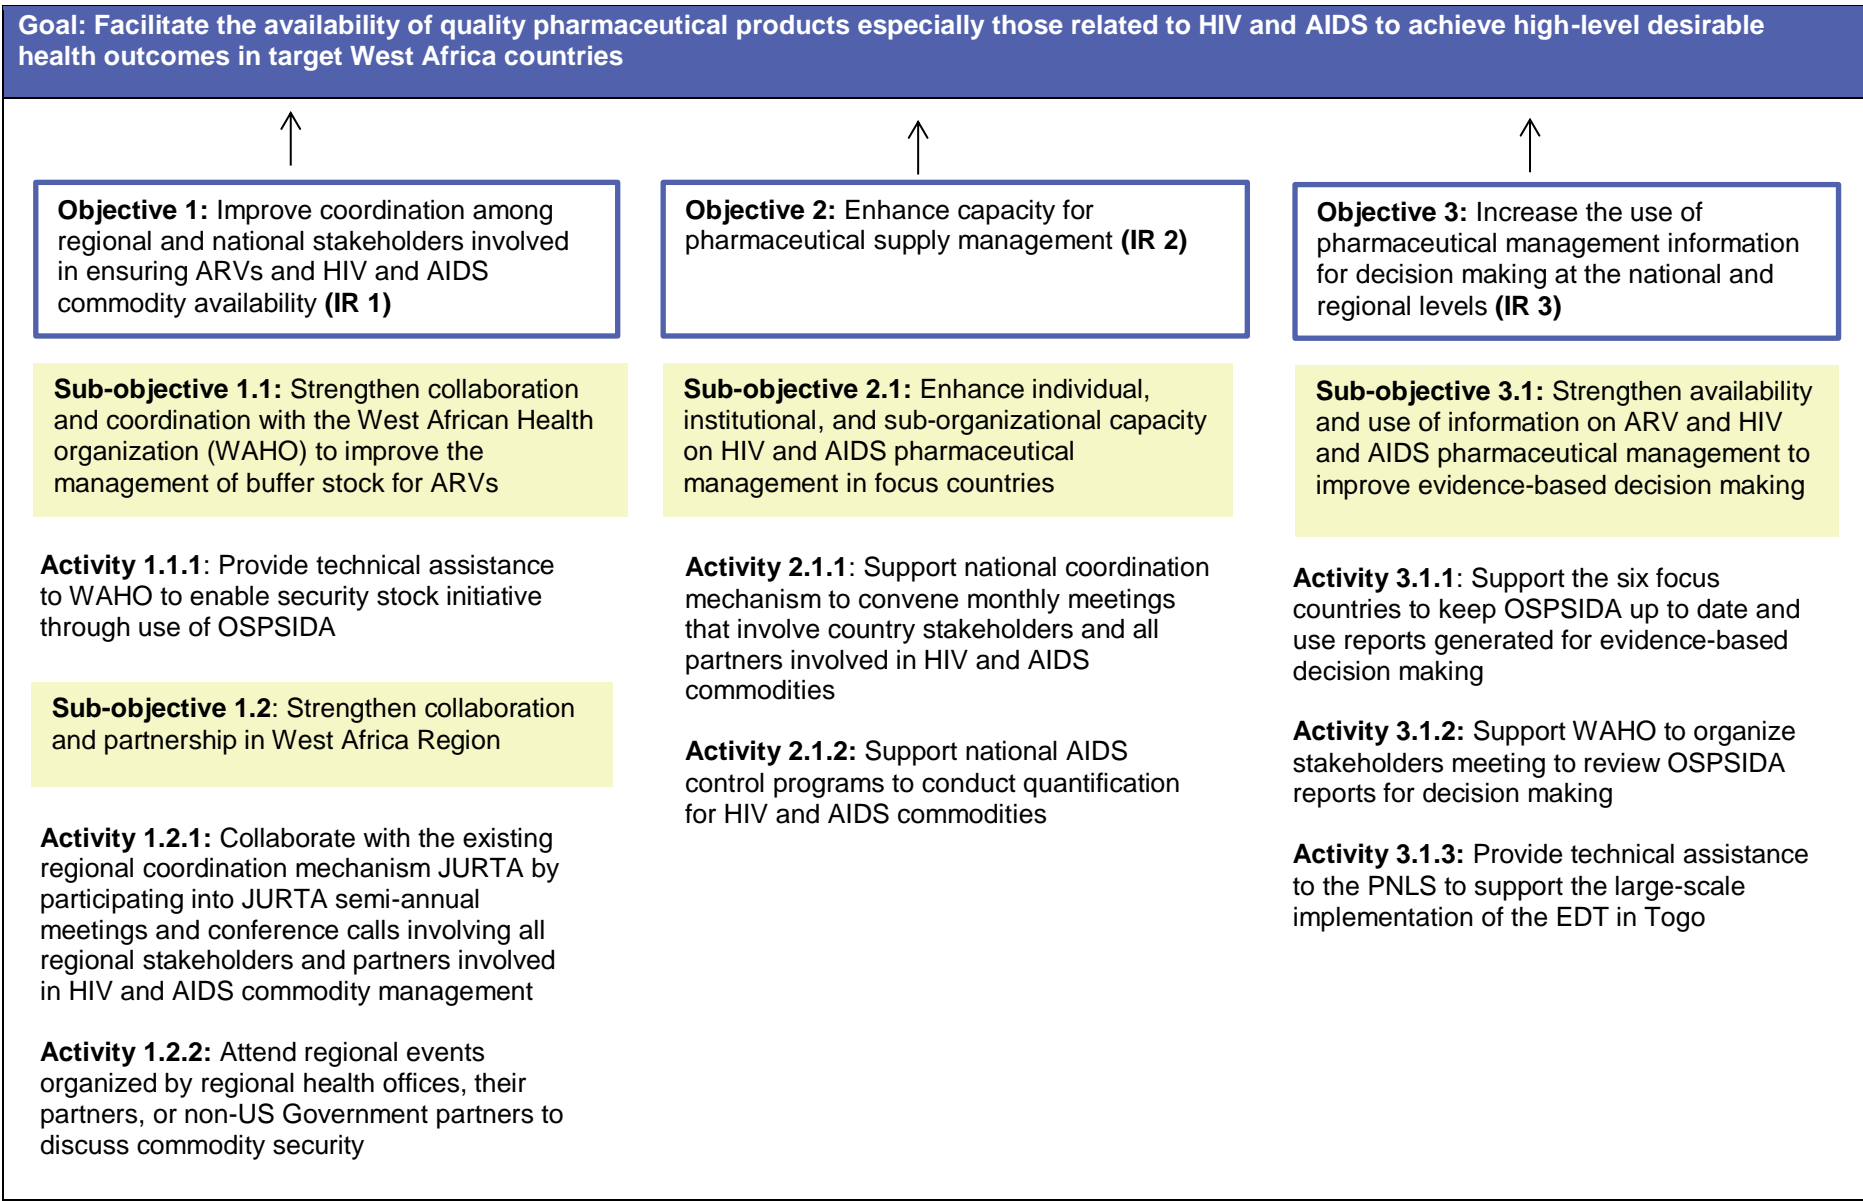 Goal: Facilitate the availability of quality pharmaceutical products especially those related to HIV and AIDS to achieve high-level desirable
health outcomes in target West Africa countries
Objective 1: Improve coordination among
regional and national stakeholders involved
in ensuring ARVs and HIV and AIDS
commodity availability (IR 1)
Sub-objective 1.1: Strengthen collaboration
and coordination with the West African Health
organization (WAHO) to improve the
management of buffer stock for ARVs
Activity 1.1.1: Provide technical assistance
to WAHO to enable security stock initiative
through use of OSPSIDA
Sub-objective 1.2: Strengthen collaboration
and partnership in West Africa Region
Activity 1.2.1: Collaborate with the existing
regional coordination mechanism JURTA by
participating into JURTA semi-annual
meetings and conference calls involving all
regional stakeholders and partners involved
in HIV and AIDS commodity management
Activity 1.2.2: Attend regional events
organized by regional health offices, their
partners, or non-US Government partners to
discuss commodity security
Objective 2: Enhance capacity for
pharmaceutical supply management (IR 2)
Sub-objective 2.1: Enhance individual,
institutional, and sub-organizational capacity
on HIV and AIDS pharmaceutical
management in focus countries
Activity 2.1.1: Support national coordination
mechanism to convene monthly meetings
that involve country stakeholders and all
partners involved in HIV and AIDS
commodities
Activity 2.1.2: Support national AIDS
control programs to conduct quantification
for HIV and AIDS commodities
Objective 3: Increase the use of
pharmaceutical management information
for decision making at the national and
regional levels (IR 3)
Sub-objective 3.1: Strengthen availability
and use of information on ARV and HIV
and AIDS pharmaceutical management to
improve evidence-based decision making
Activity 3.1.1: Support the six focus
countries to keep OSPSIDA up to date and
use reports generated for evidence-based
decision making
Activity 3.1.2: Support WAHO to organize
stakeholders meeting to review OSPSIDA
reports for decision making
Activity 3.1.3: Provide technical assistance
to the PNLS to support the large-scale
implementation of the EDT in Togo